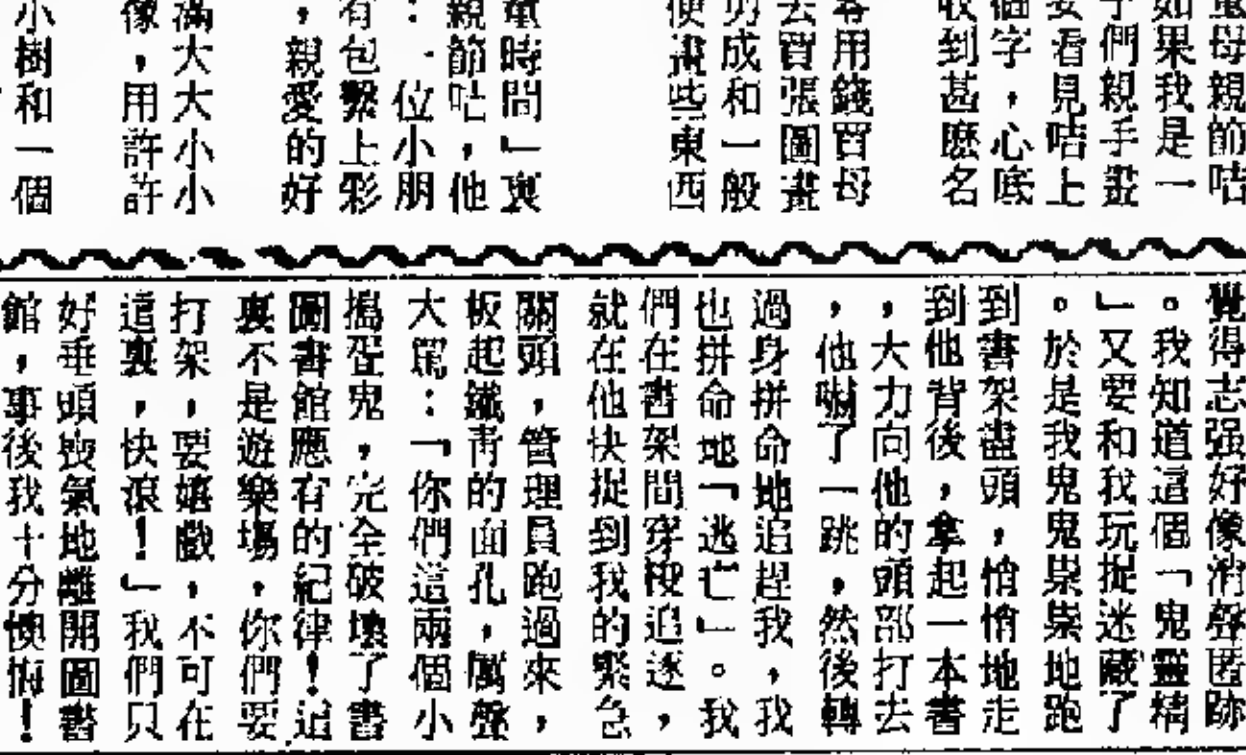 鬼母親節咭
如果我是一
子們親手畫
要看見咭上
個字，心底
收到甚麽名
零用錢買母
去買張圖畫
剪成和一般
便畫些東西
童時間」裏
親節咭，他
：一位小朋
有包繫上彩
，親愛的好
滿大大小小
像，用許許
小樹和一個
覺得志强好像消聲匿跡
。我知道這個「鬼靈精
」又要和我玩捉迷藏了
。於是我鬼鬼祟祟地跑
到書架盡頭，悄悄地走
到他背後，拿起一本書
，大力向他的頭部打去
，他嚇了一跳，然後轉
過身拼命地追趕我，我
也拼命地「逃亡」。我
們在書架間穿梭追逐，
就在他快捉到我的緊急
關頭，管理員跑過來，
板起鐵青的面孔，厲聲
大駡：「你們這兩個小
搗蛋鬼，完全破壞了書
圖書館應有的紀律！這
裏不是遊樂場，你們要
打架，要嬉戲，不可在
這裏，快滾！」我們只
好垂頭喪氣地離開圖書
館，事後我十分懊悔！